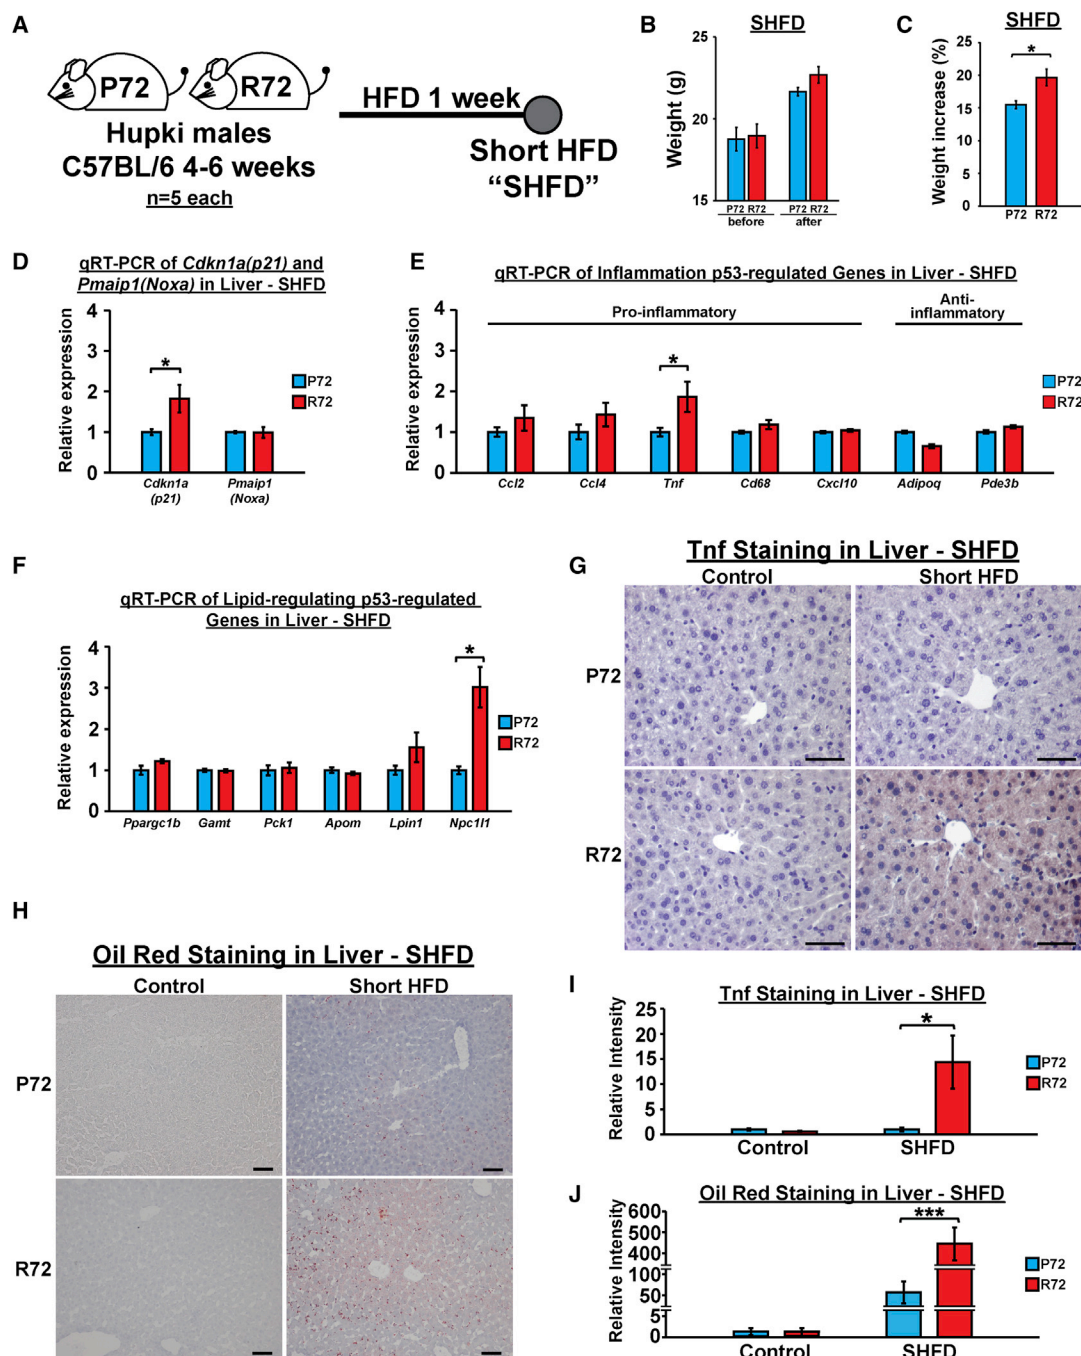 A
P72
R72
Hupki males
C57BL/6 4-6 weeks
n=5 each
HFD 1 week
Short HFD
“SHFD”
B
SHFD
Weight (g)
25
20
15
P72 R72
P72 R72
before
after
C
SHFD
Weight increase (%)
25
20
15
10
5
0
*
P72 R72
D
qRT-PCR of Cdkn1a(p21) and
Pmaip1(Noxa) in Liver - SHFD
Relative expression
4
3
2
1
0
*
P72
R72
Cdkn1a
(p21)
Pmaip1
(Noxa)
E
qRT-PCR of Inflammation p53-regulated Genes in Liver - SHFD
Pro-inflammatory
Anti-
inflammatory
Relative expression
4
3
2
1
0
*
P72
R72
Ccl2 Ccl4 Tnf Cd68 Cxcl10 Adipoq Pde3b
F
qRT-PCR of Lipid-regulating p53-regulated
Genes in Liver - SHFD
Relative expression
4
3
2
1
0
*
P72
R72
Ppargc1b Gamt Pck1 Apom Lpin1 Npc1l1
G
Tnf Staining in Liver - SHFD
Control Short HFD
P72
R72
H
Oil Red Staining in Liver - SHFD
Control Short HFD
P72
R72
I
Tnf Staining in Liver - SHFD
Relative Intensity
25
20
15
10
5
0
*
P72
R72
Control SHFD
J
Oil Red Staining in Liver - SHFD
Relative Intensity
600
500
400
300
100
50
5
0
***
P72
R72
Control SHFD